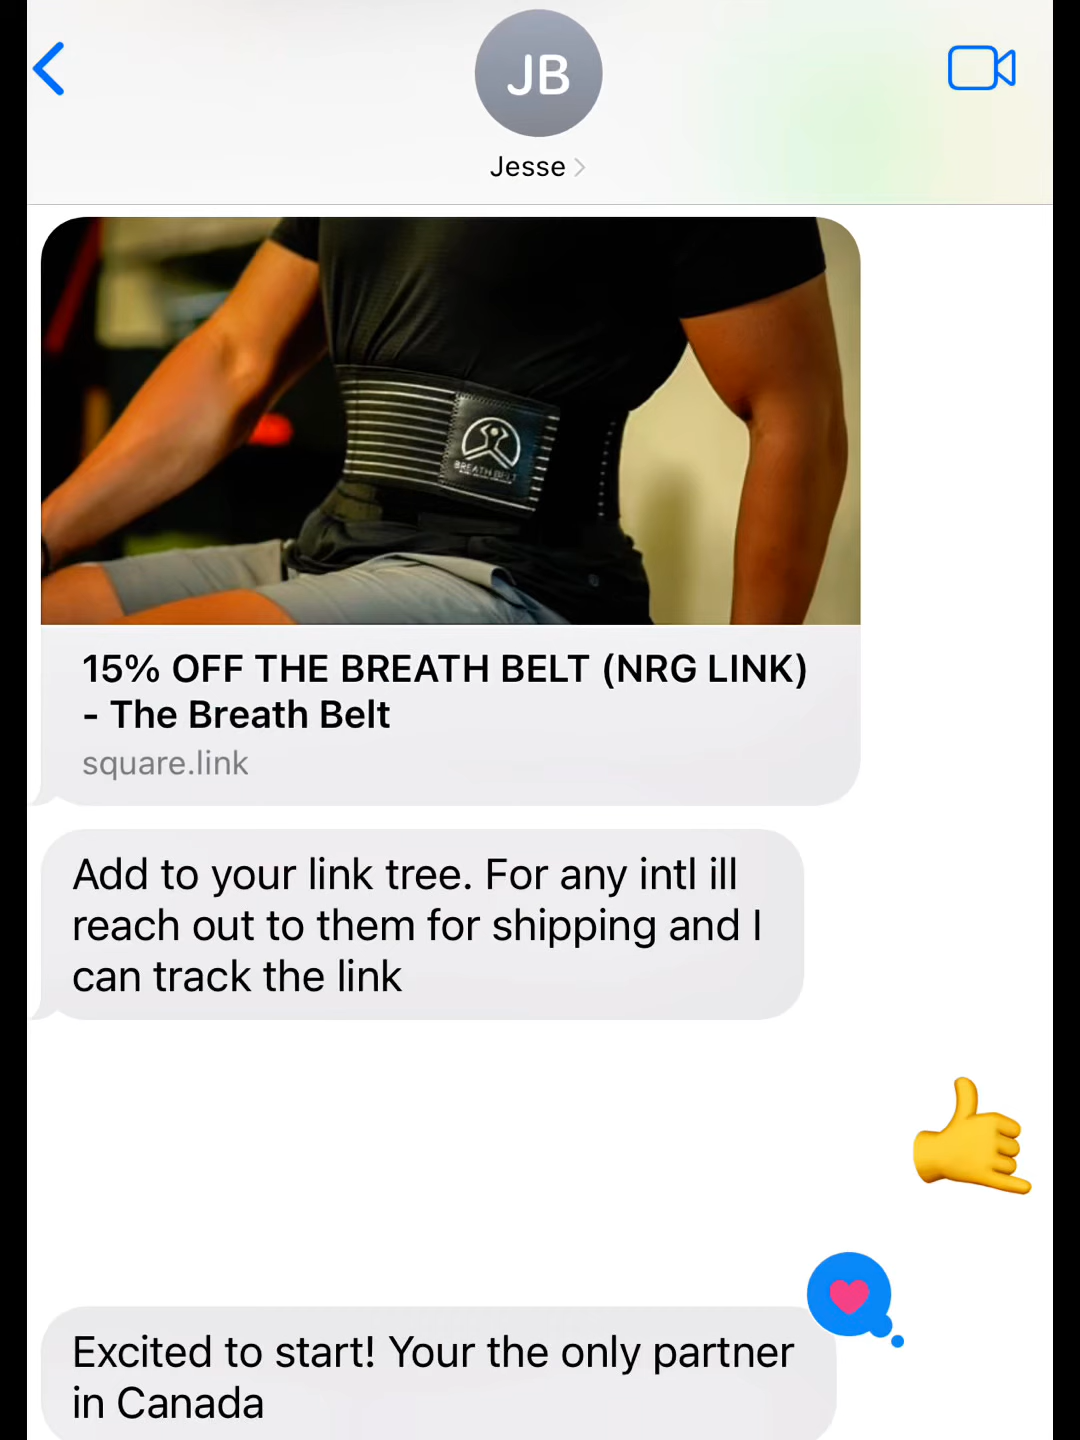 JB
Jesse
BREATH BELT
15% OFF THE BREATH BELT (NRG LINK)
- The Breath Belt
square.link
Add to your link tree. For any intl ill
reach out to them for shipping and I
can track the link
Excited to start! Your the only partner
in Canada